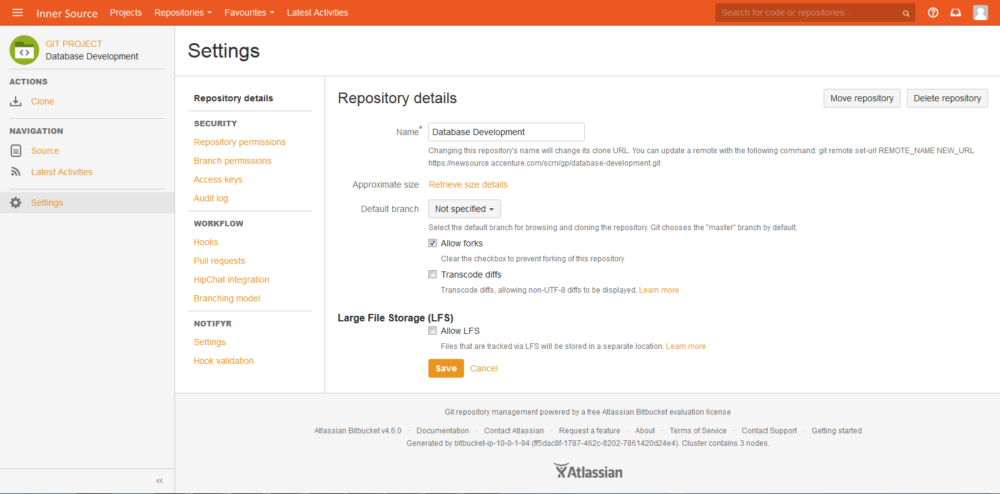 Inner Source Projects Repositories Favourites Latest Activities Search for code or repositories...
GIT PROJECT
Database Development
ACTIONS
Clone
NAVIGATION
Source
Latest Activities
Settings
Settings
Repository details
SECURITY
Repository permissions
Branch permissions
Access keys
Audit log
WORKFLOW
Hooks
Pull requests
HipChat integration
Branching model
NOTIFYR
Settings
Hook validation
Repository details
Move repository Delete repository
Name* Database Development
Changing this repository's name will change its clone URL. You can update a remote with the following command: git remote set-url REMOTE_NAME NEW_URL
https://newsource.accenture.com/scm/gp/database-development.git
Approximate size Retrieve size details
Default branch Not specified
Select the default branch for browsing and cloning the repository. Git chooses the "master" branch by default.
Allow forks
Clear the checkbox to prevent forking of this repository
Transcode diffs
Transcode diffs, allowing non-UTF-8 diffs to be displayed. Learn more
Large File Storage (LFS)
Allow LFS
Files that are tracked via LFS will be stored in a separate location. Learn more
Save Cancel
Git repository management powered by a free Atlassian Bitbucket evaluation license
Atlassian Bitbucket v4.6.0 · Documentation · Contact Atlassian · Request a feature · About · Terms of Service · Contact Support · Getting started
Generated by bitbucket-ip-10-0-1-94 (ff5dac8f-1787-462c-8202-7861420d24e4). Cluster contains 3 nodes.
Atlassian
«